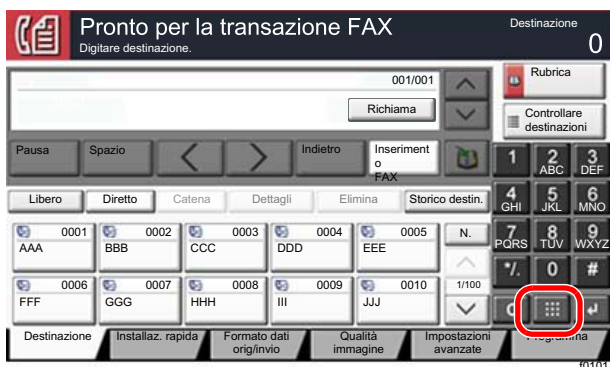 Pronto per la transazione FAX
Digitare destinazione.
Destinazione
0
001/001
Richiama
Rubrica
Controllare
destinazioni
Pausa
Spazio
Indietro
Inseriment
o
FAX
1
2
ABC
3
DEF
Libero
Diretto
Catena
Dettagli
Elimina
Storico destin.
4
GHI
5
JKL
6
MNO
0001
AAA
0002
BBB
0003
CCC
0004
DDD
0005
EEE
N.
7
PQRS
8
TUV
9
WXYZ
0006
FFF
0007
GGG
0008
HHH
0009
III
0010
JJJ
1/100
*/.
0
#
C
Destinazione
Installaz. rapida
Formato dati
orig/invio
Qualità
immagine
Impostazioni
avanzate
Programma
f0101